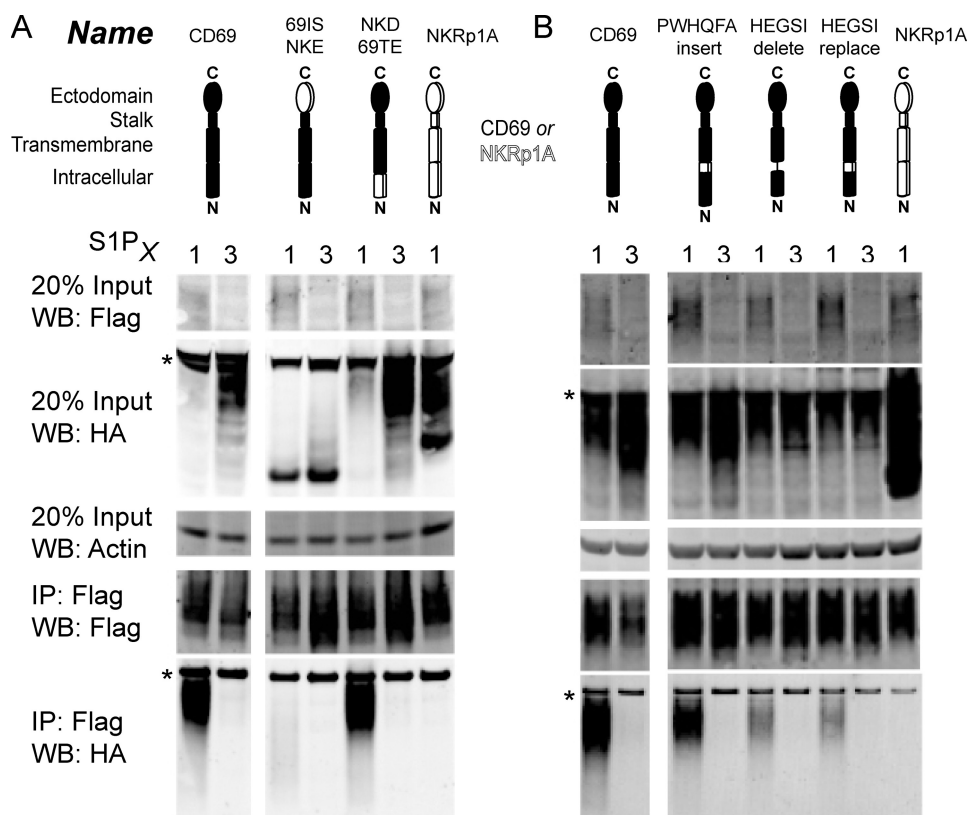 A
Name
CD69
69IS
NKE
NKD
69TE
NKRp1A
C C C C
Ectodomain
Stalk
Transmembrane
Intracellular
N N N N
S1PX
1 3 1 3 1 3 1
20% Input
WB: Flag
*
20% Input
WB: HA
20% Input
WB: Actin
IP: Flag
WB: Flag
*
IP: Flag
WB: HA
B
CD69
PWHQFA
insert
HEGSI
delete
HEGSI
replace
NKRp1A
C C C C C
CD69 or
NKRp1A
N N N N N
1 3 1 3 1 3 1 3 1
*
*